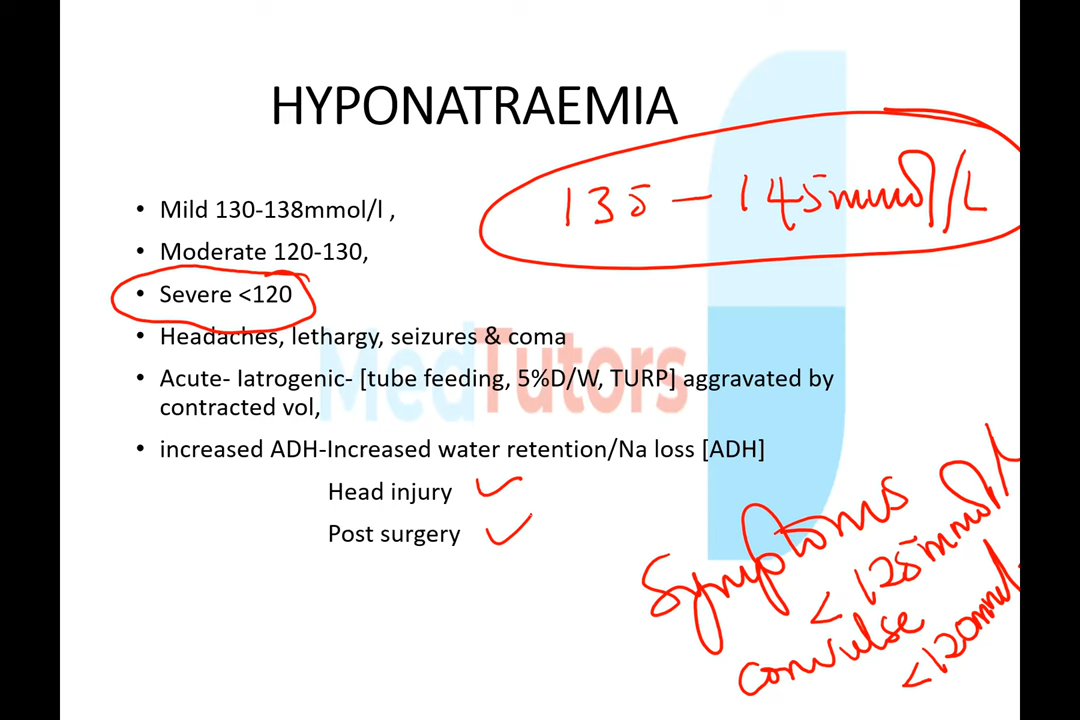 HYPONATRAEMIA
135 - 145mmol/L
• Mild 130-138mmol/l ,
• Moderate 120-130,
• Severe <120
• Headaches, lethargy, seizures & coma
• Acute- Iatrogenic- [tube feeding, 5%D/W, TURP] aggravated by
contracted vol,
• increased ADH-Increased water retention/Na loss [ADH]
Head injury
Post surgery
MedTutors
Symptoms
< 125mmol/
convulse
<120mmol